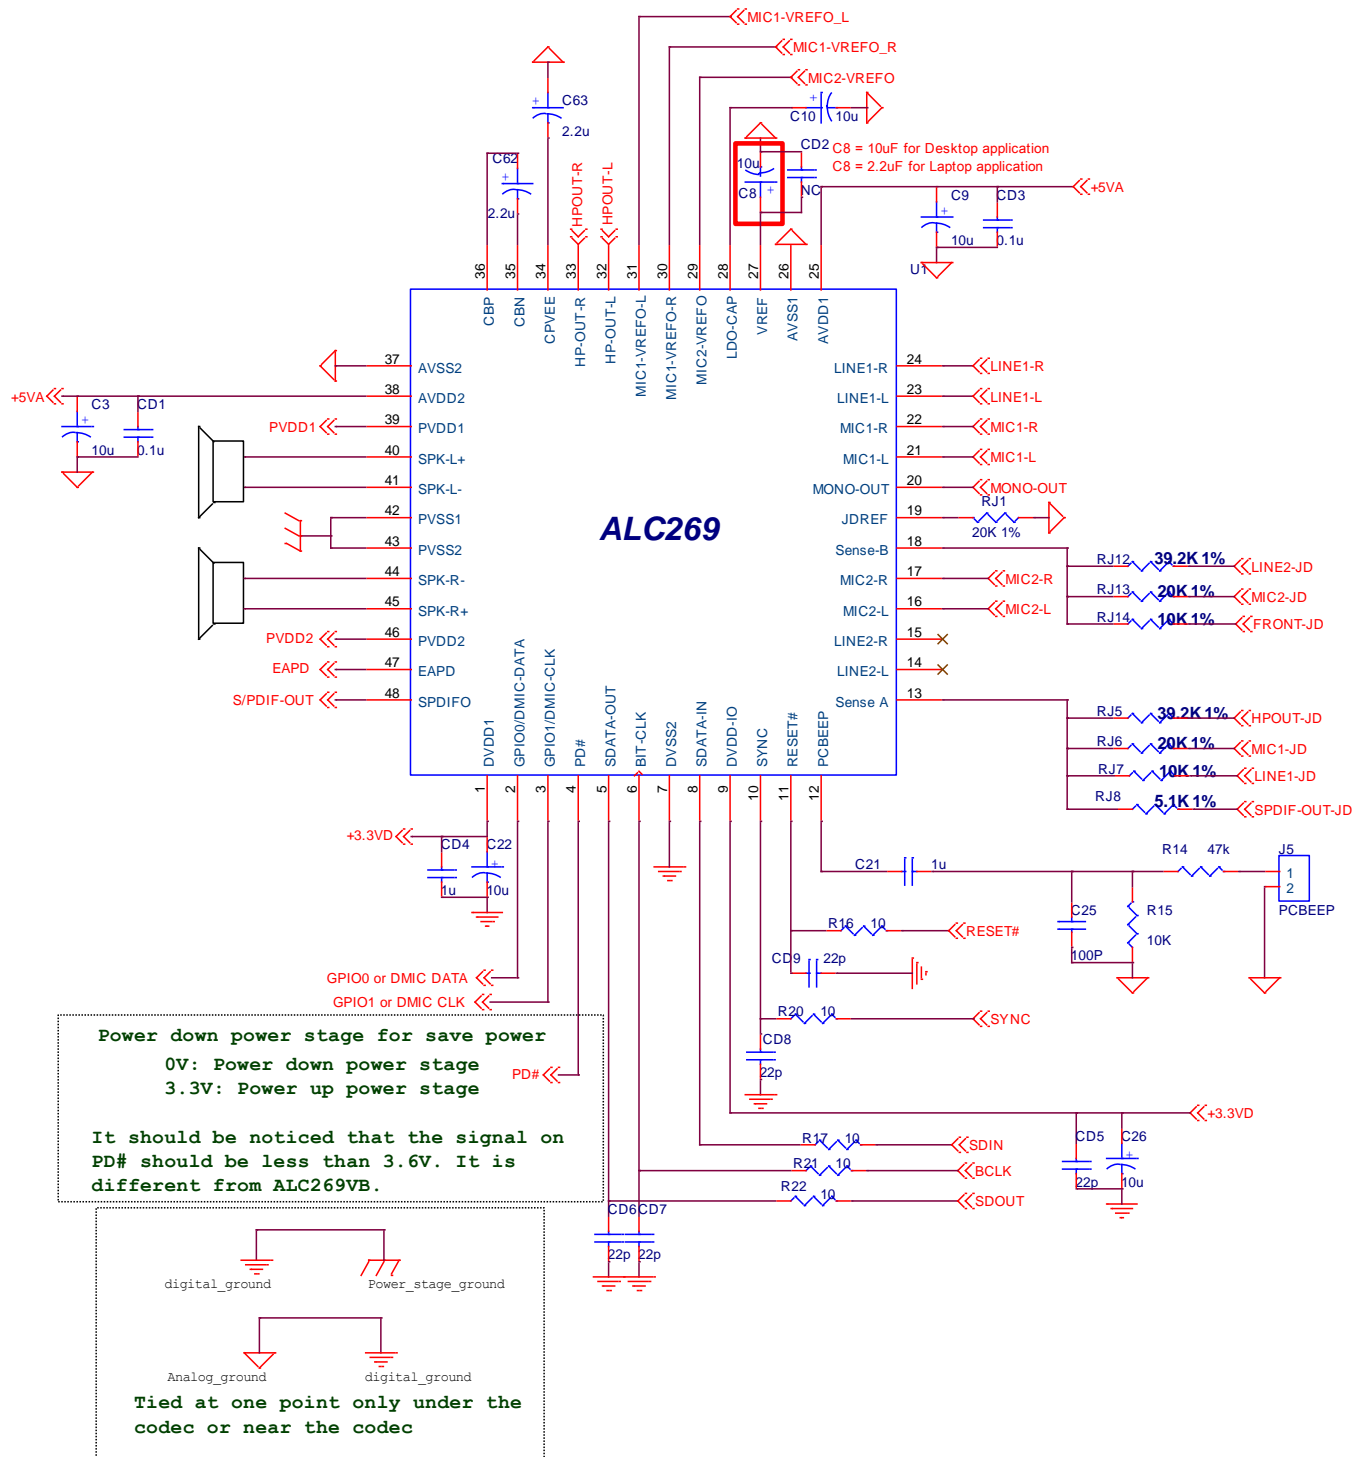 MIC1-VREFO_L
MIC1-VREFO_R
MIC2-VREFO
+ C63
2.2u
+
C10 10u
C62
+
2.2u
HPOUT-R
HPOUT-L
10u
C8 +
CD2
NC
C8 = 10uF for Desktop application
C8 = 2.2uF for Laptop application
+5VA
C9
+
10u
CD3
0.1u
U1
36
35
34
33
32
31
30
29
28
27
26
25
CBP
CBN
CPVEE
HP-OUT-R
HP-OUT-L
MIC1-VREFO-L
MIC1-VREFO-R
MIC2-VREFO
LDO-CAP
VREF
AVSS1
AVDD1
37 AVSS2
+5VA
38 AVDD2
C3
+
10u
CD1
0.1u
PVDD1 39 PVDD1
40 SPK-L+
41 SPK-L-
42 PVSS1
43 PVSS2
44 SPK-R-
45 SPK-R+
PVDD2 46 PVDD2
EAPD 47 EAPD
S/PDIF-OUT 48 SPDIFO
ALC269
LINE1-R 24 LINE1-R
LINE1-L 23 LINE1-L
MIC1-R 22 MIC1-R
MIC1-L 21 MIC1-L
MONO-OUT 20 MONO-OUT
JDREF 19 RJ1
20K 1%
Sense-B 18
RJ12 39.2K 1% LINE2-JD
MIC2-R 17 MIC2-R
RJ13 20K 1% MIC2-JD
MIC2-L 16 MIC2-L
RJ14 10K 1% FRONT-JD
LINE2-R 15
LINE2-L 14
Sense A 13
RJ5 39.2K 1% HPOUT-JD
RJ6 20K 1% MIC1-JD
RJ7 10K 1% LINE1-JD
RJ8 5.1K 1% SPDIF-OUT-JD
DVDD1
GPIO0/DMIC-DATA
GPIO1/DMIC-CLK
PD#
SDATA-OUT
BIT-CLK
DVSS2
SDATA-IN
DVDD-IO
SYNC
RESET#
PCBEEP
1
2
3
4
5
6
7
8
9
10
11
12
+3.3VD
CD4
1u
C22
+
10u
C21 1u
R14 47k
J5
1
2
PCBEEP
C25
100P
R15
10K
R16 10 RESET#
CD9 22p
GPIO0 or DMIC DATA
GPIO1 or DMIC CLK
R20 10 SYNC
CD8
22p
Power down power stage for save power
0V: Power down power stage
3.3V: Power up power stage
PD#
It should be noticed that the signal on
PD# should be less than 3.6V. It is
different from ALC269VB.
+3.3VD
CD5
22p
C26
+
10u
R17 10 SDIN
R21 10 BCLK
R22 10 SDOUT
CD6 CD7
22p 22p
digital_ground
Power_stage_ground
Analog_ground
digital_ground
Tied at one point only under the
codec or near the codec